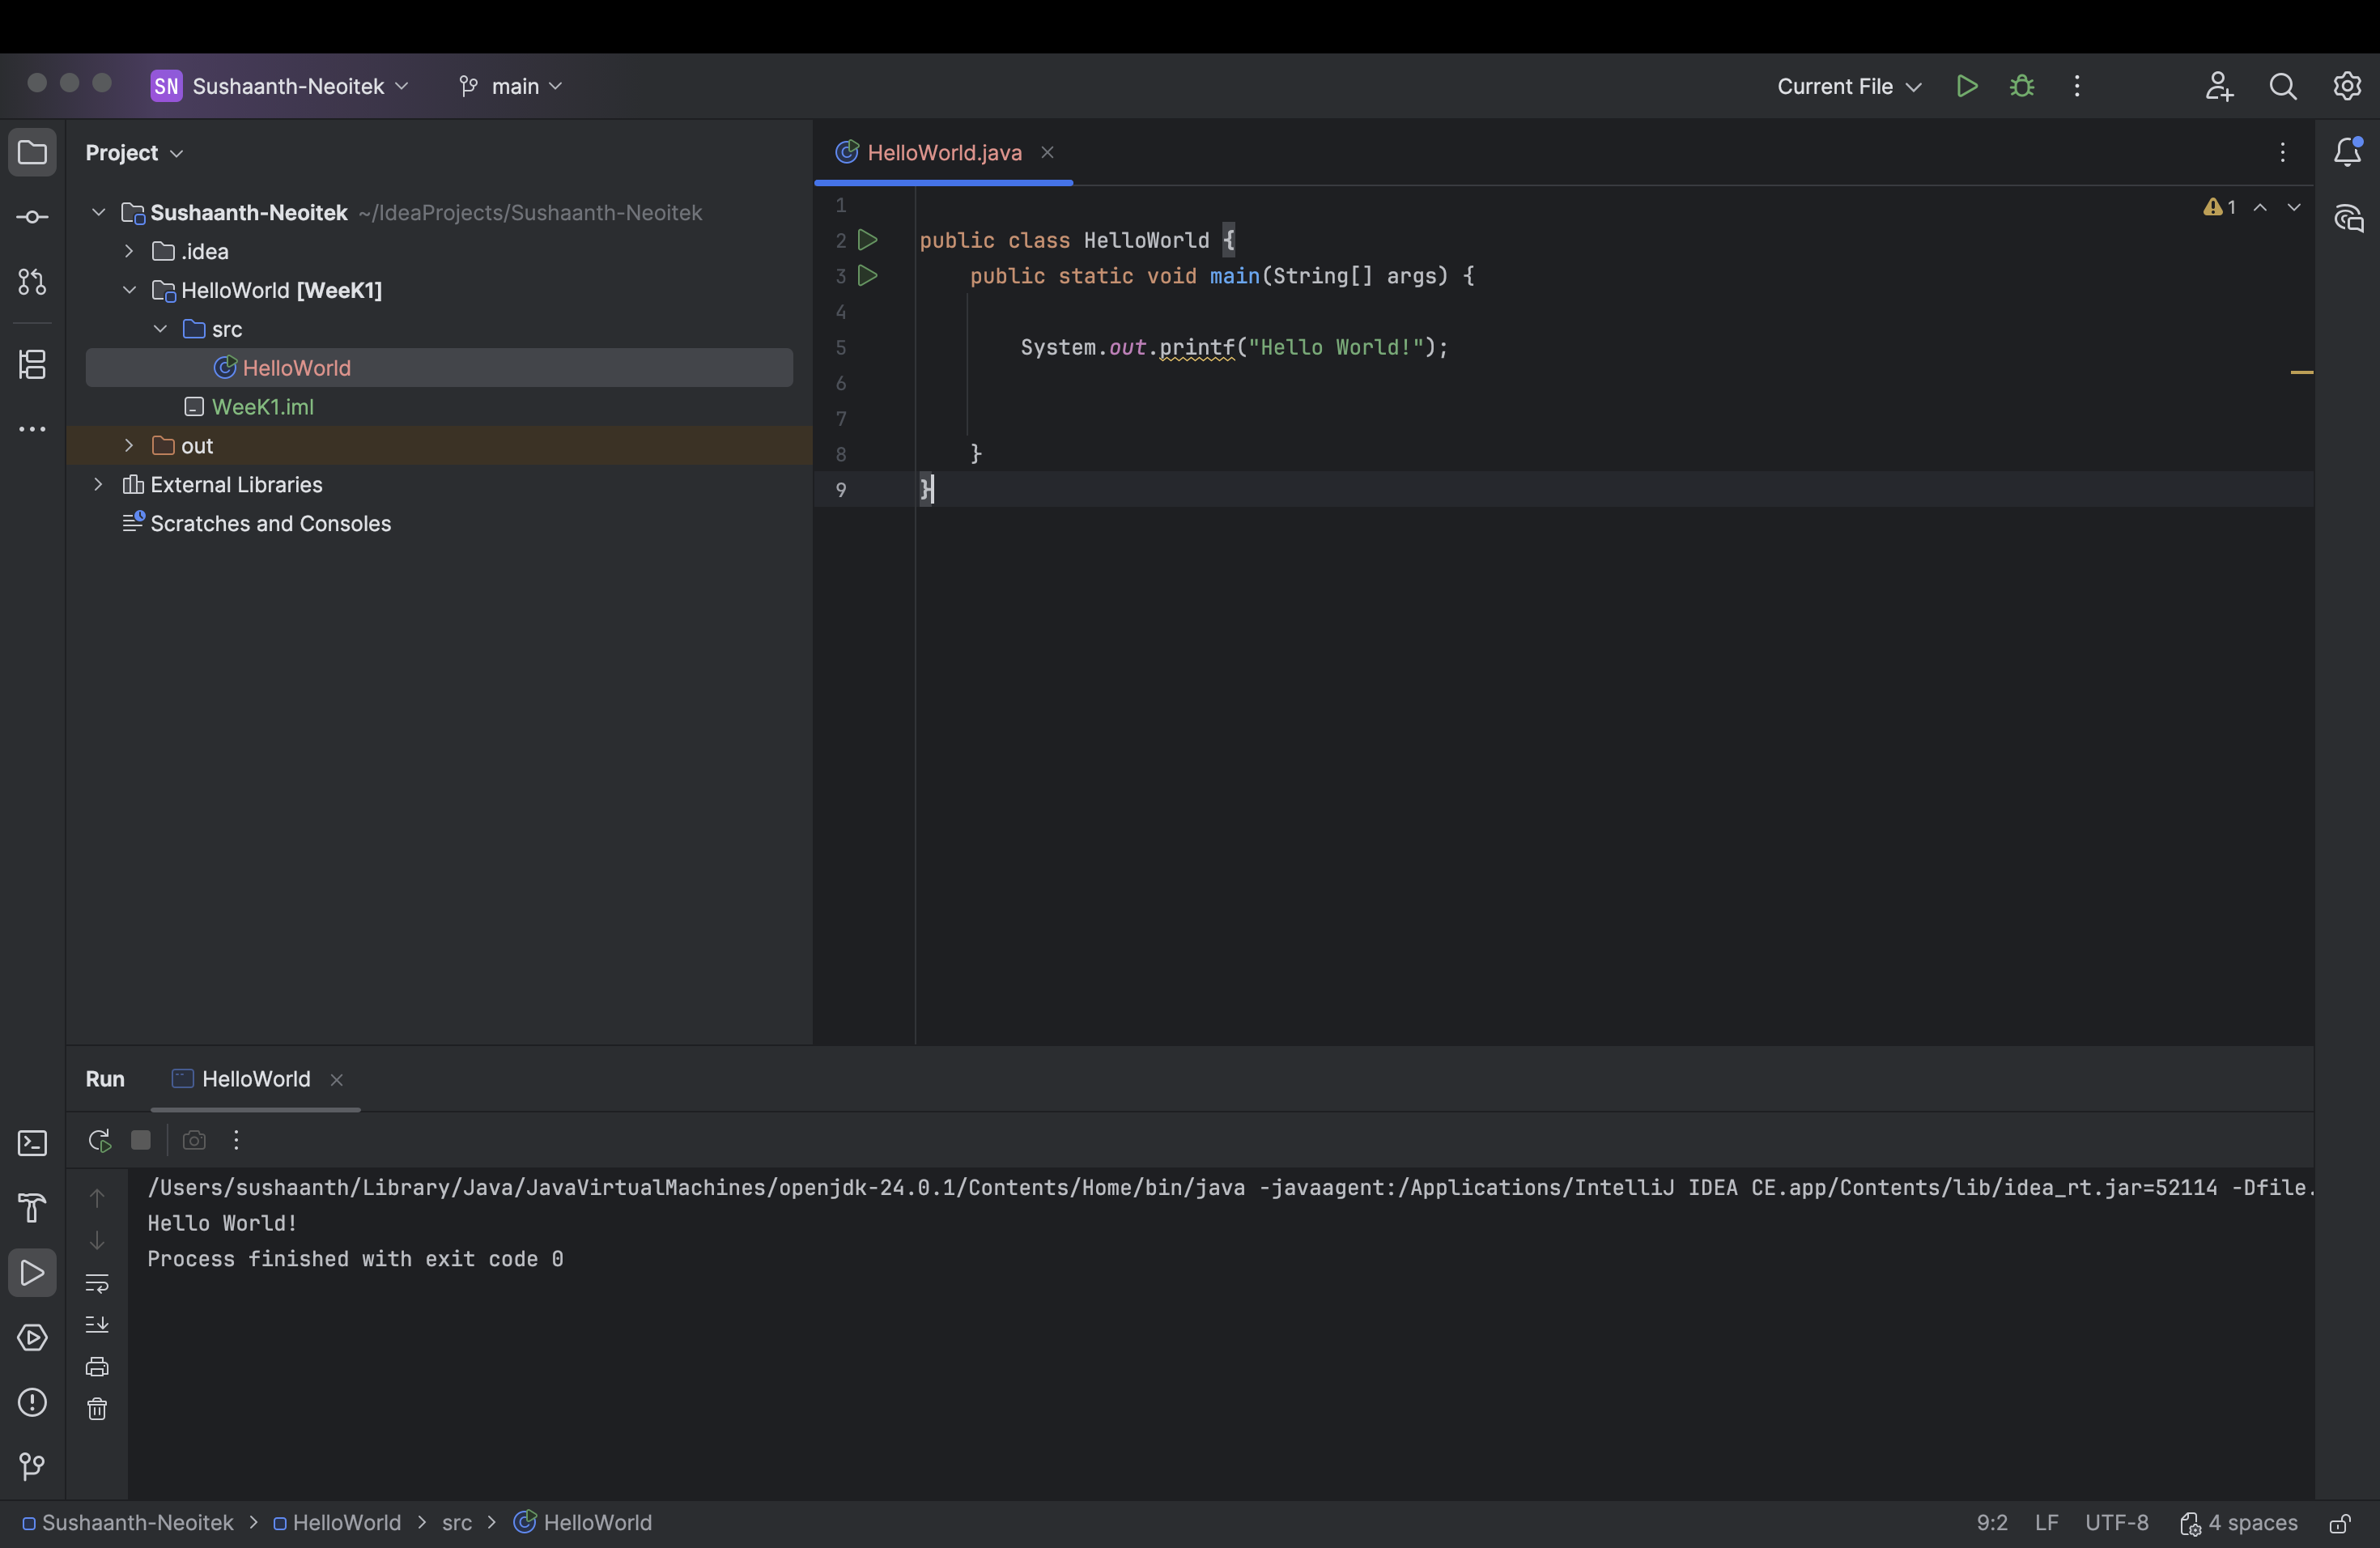 SN Sushaanth-Neoitek main Current File
Project
HelloWorld.java
Sushaanth-Neoitek ~/IdeaProjects/Sushaanth-Neoitek
.idea
HelloWorld [WeeK1]
src
HelloWorld
WeeK1.iml
out
External Libraries
Scratches and Consoles
1
1
2 public class HelloWorld {
3 public static void main(String[] args) {
4
5 System.out.printf("Hello World!");
6
7
8 }
9 }
Run HelloWorld
/Users/sushaanth/Library/Java/JavaVirtualMachines/openjdk-24.0.1/Contents/Home/bin/java -javaagent:/Applications/IntelliJ IDEA CE.app/Contents/lib/idea_rt.jar=52114 -Dfile.
Hello World!
Process finished with exit code 0
Sushaanth-Neoitek > HelloWorld > src > HelloWorld 9:2 LF UTF-8 4 spaces